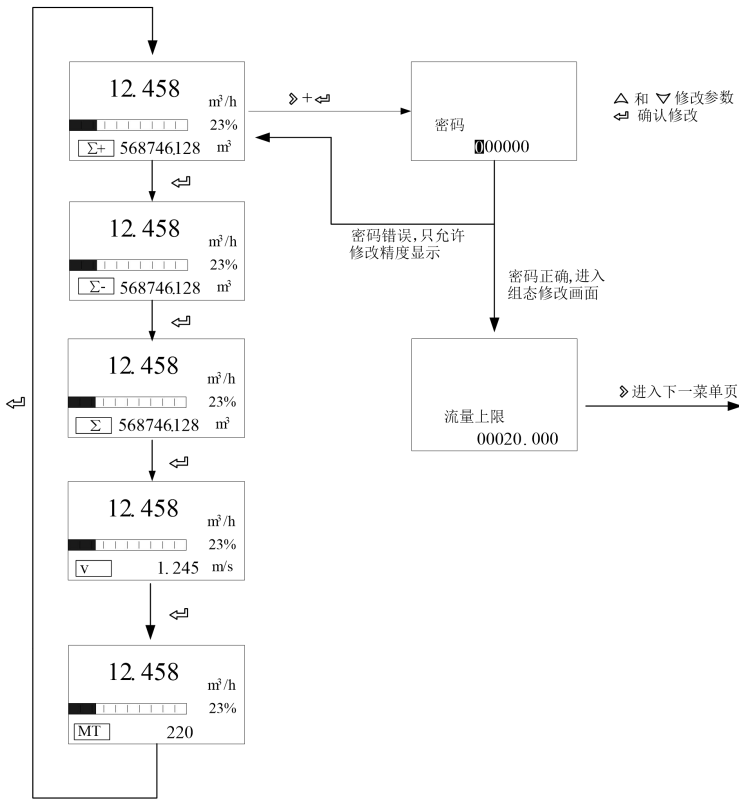 12.458
m³/h
23%
Σ+ 568746.128 m³
12.458
m³/h
23%
Σ- 568746.128 m³
12.458
m³/h
23%
Σ 568746.128 m³
12.458
m³/h
23%
v 1.245 m/s
12.458
m³/h
23%
MT 220
+
密码
000000
△ 和 ▽ 修改参数
确认修改
密码错误,只允许
修改精度显示
密码正确,进入
组态修改画面
流量上限
00020.000
进入下一菜单页